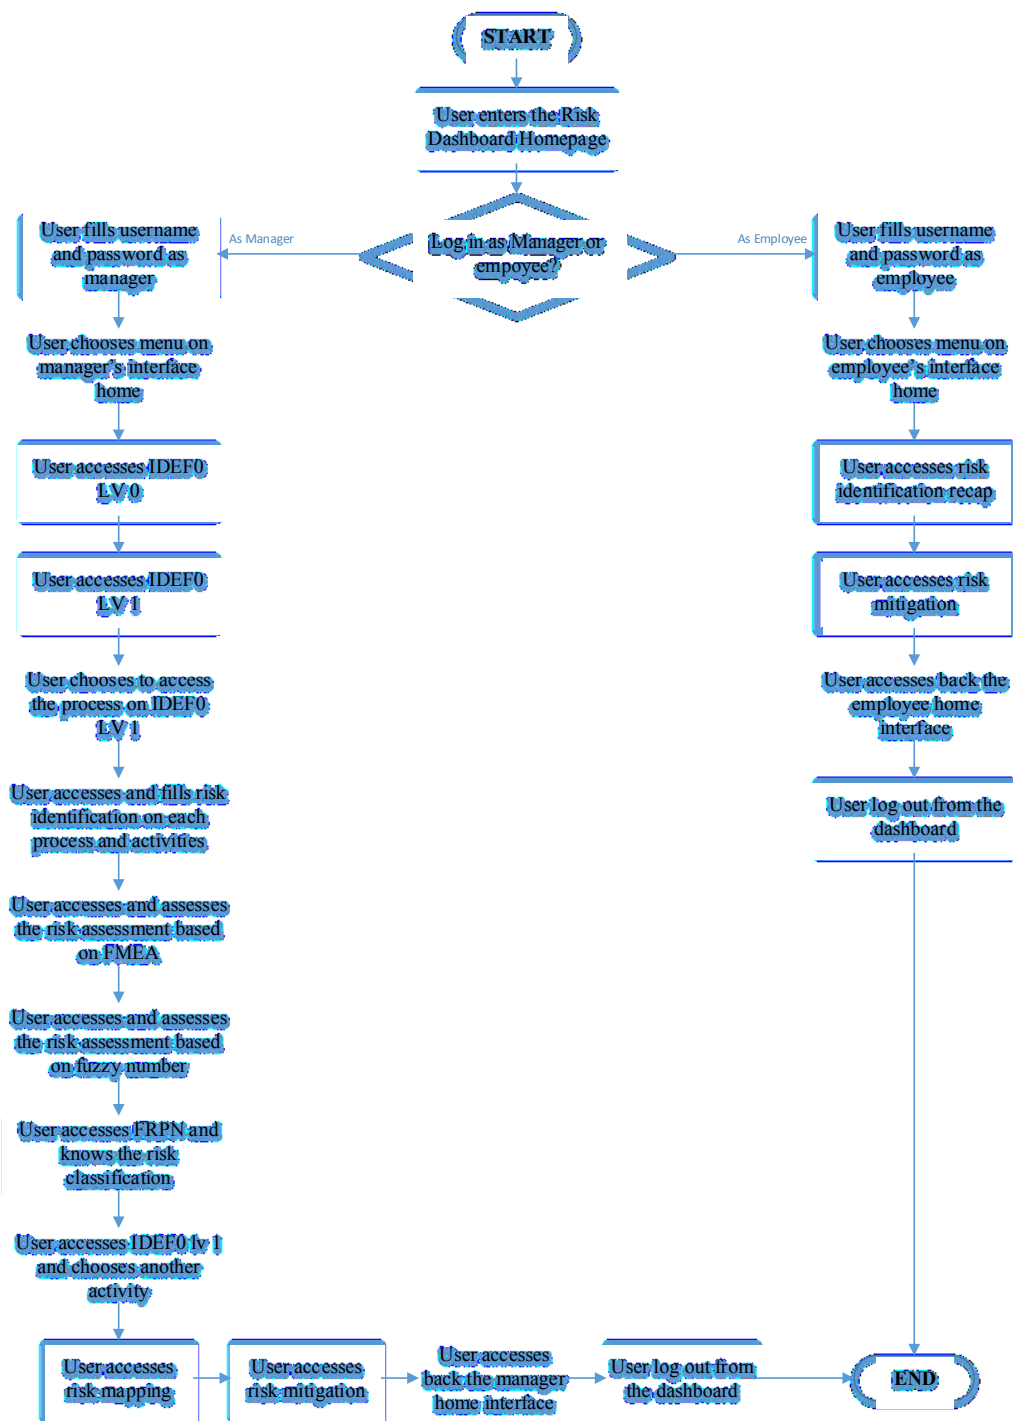 START
User enters the Risk
Dashboard Homepage
Log in as Manager or
empoyee?
As Manager
As Employee
User fills username
and password as
manager
User chooses menu on
manager's interface
home
User accesses IDEF0
LV 0
User accesses IDEF0
LV 1
User chooses to access
the process on IDEF0
LV 1
User accesses and fills risk
identification on each
process and activities
User accesses and assesses
the risk assessment based
on FMEA
User accesses and assesses
the risk assessment based
on fuzzy number
User accesses FRPN and
knows the risk
classification
User accesses IDEF0 lv 1
and chooses another
activity
User accesses
risk mapping
User accesses
risk mitigation
User accesses
back the manager
home interface
User log out from
the dashboard
User fills username
and password as
employee
User chooses menu on
employee's interface
home
User accesses risk
identification recap
User accesses risk
mitigation
User accesses back the
employee home
interface
User log out from the
dashboard
END